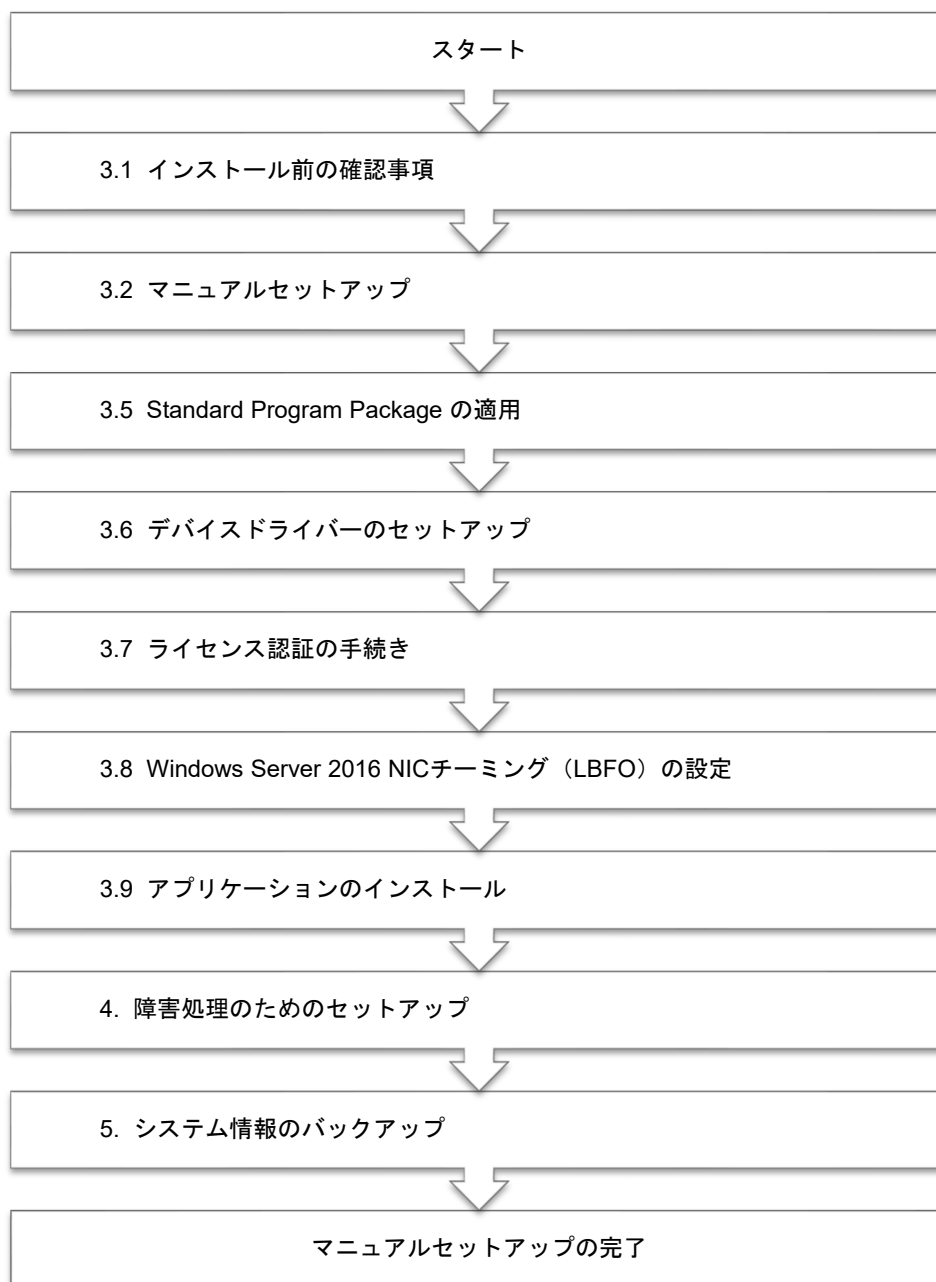 スタート
3.1 インストール前の確認事項
3.2 マニュアルセットアップ
3.5 Standard Program Package の適用
3.6 デバイスドライバーのセットアップ
3.7 ライセンス認証の手続き
3.8 Windows Server 2016 NICチーミング（LBFO）の設定
3.9 アプリケーションのインストール
4. 障害処理のためのセットアップ
5. システム情報のバックアップ
マニュアルセットアップの完了